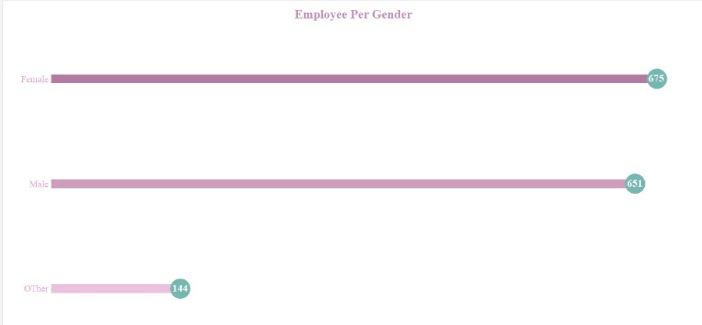 Employee Per Gender
Female 675
Male 651
OTher 144